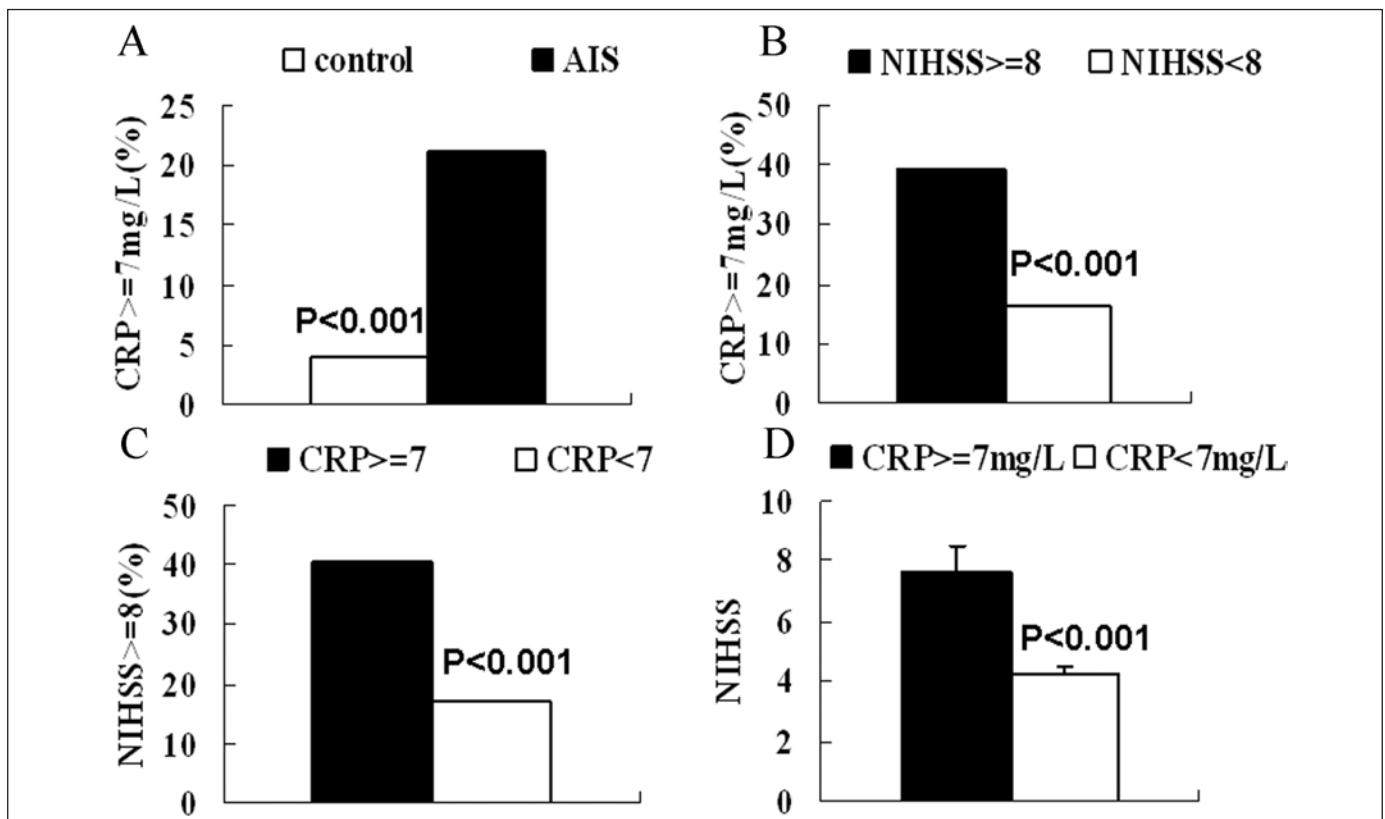 A
control AIS
CRP>=7mg/L(%)
25
20
15
10
5
0
P<0.001
B
NIHSS>=8 NIHSS<8
CRP>=7mg/L(%)
50
40
30
20
10
0
P<0.001
C
CRP>=7 CRP<7
NIHSS>=8(%)
50
40
30
20
10
0
P<0.001
D
CRP>=7mg/L CRP<7mg/L
NIHSS
10
8
6
4
2
0
P<0.001